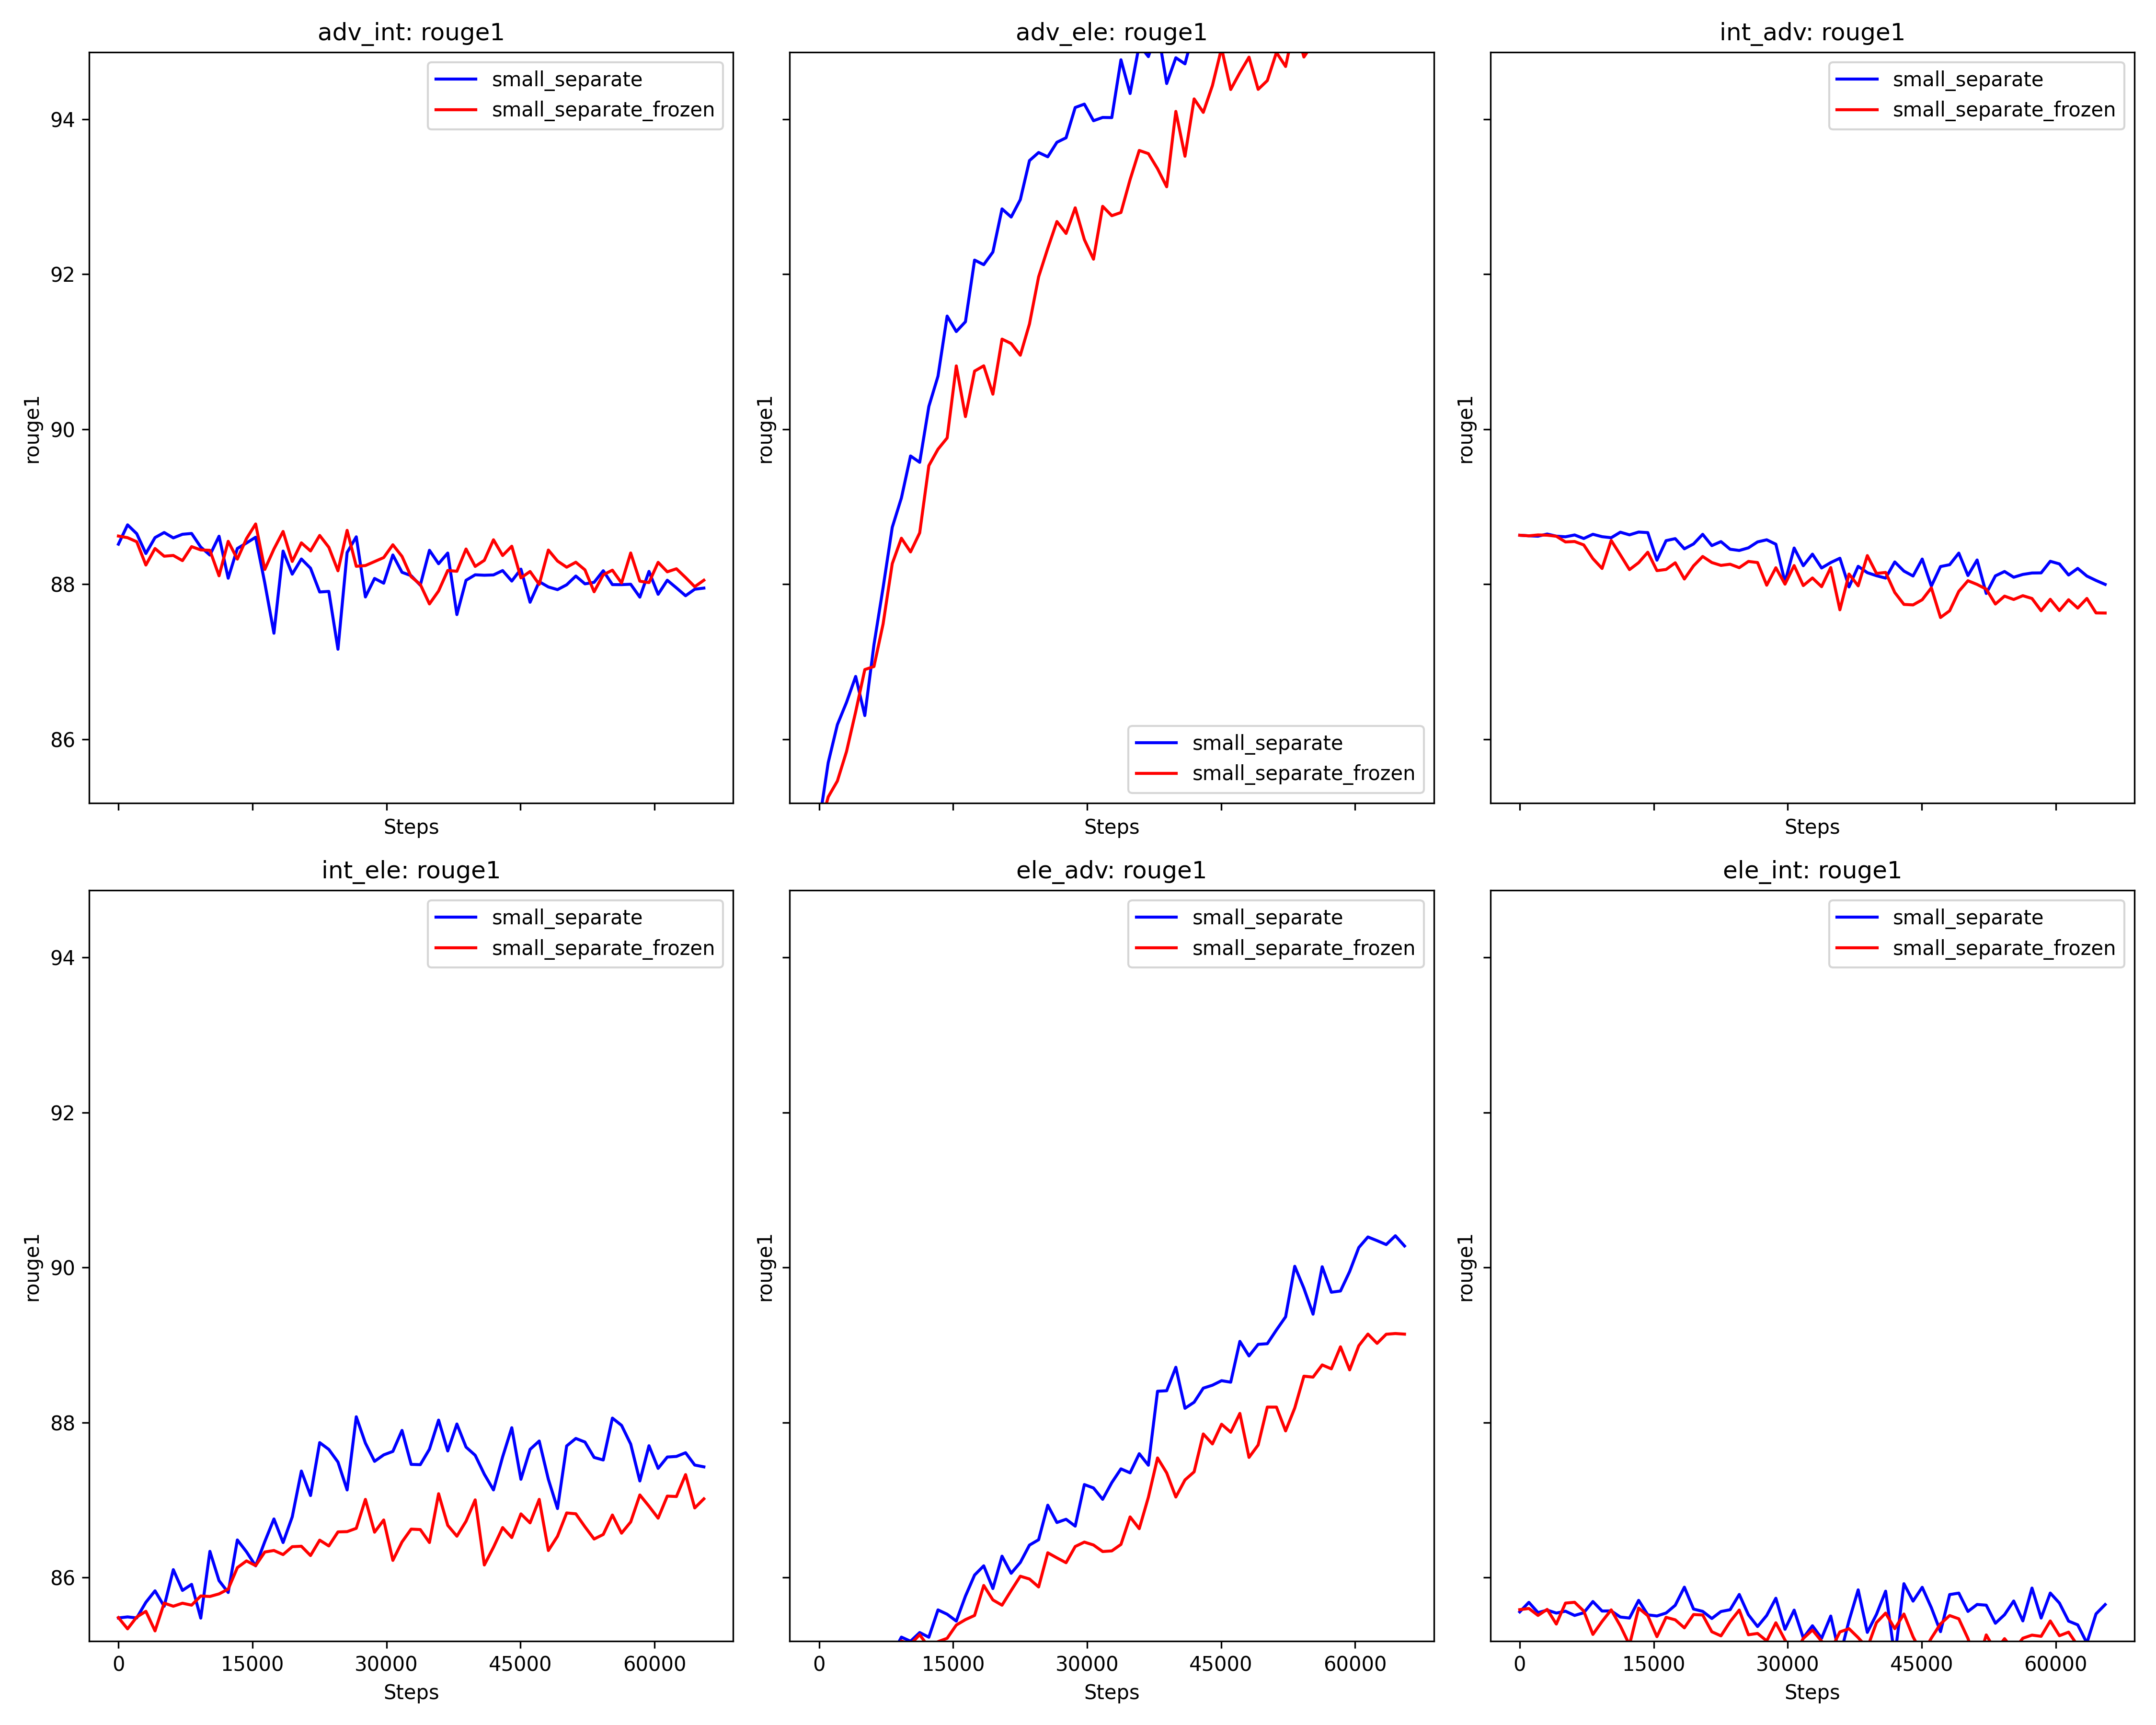 adv_int: rouge1
small_separate
small_separate_frozen
94
92
90
88
86
rouge1
Steps
adv_ele: rouge1
rouge1
small_separate
small_separate_frozen
Steps
int_adv: rouge1
small_separate
small_separate_frozen
rouge1
Steps
int_ele: rouge1
small_separate
small_separate_frozen
94
92
90
88
86
rouge1
0 15000 30000 45000 60000
Steps
ele_adv: rouge1
small_separate
small_separate_frozen
rouge1
0 15000 30000 45000 60000
Steps
ele_int: rouge1
small_separate
small_separate_frozen
rouge1
0 15000 30000 45000 60000
Steps